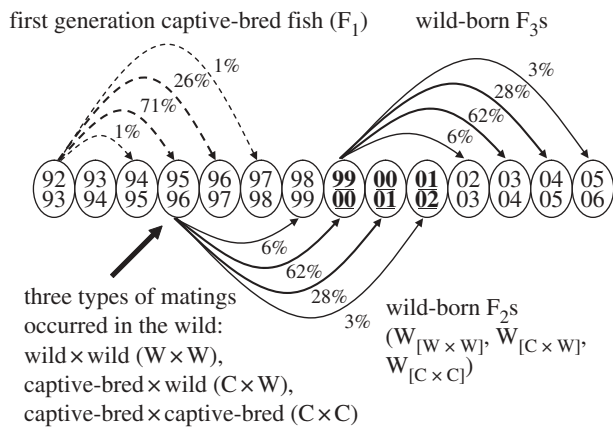 first generation captive-bred fish (F1)
wild-born F3s
1%
26%
71%
1%
3%
28%
62%
6%
92 93 94 95 96 97 98 99 00 01 02 03 04 05
93 94 95 96 97 98 99 00 01 02 03 04 05 06
6%
62%
28%
3%
three types of matings
occurred in the wild:
wild × wild (W × W),
captive-bred × wild (C × W),
captive-bred × captive-bred (C × C)
wild-born F2s
(W[W × W], W[C × W],
W[C × C])